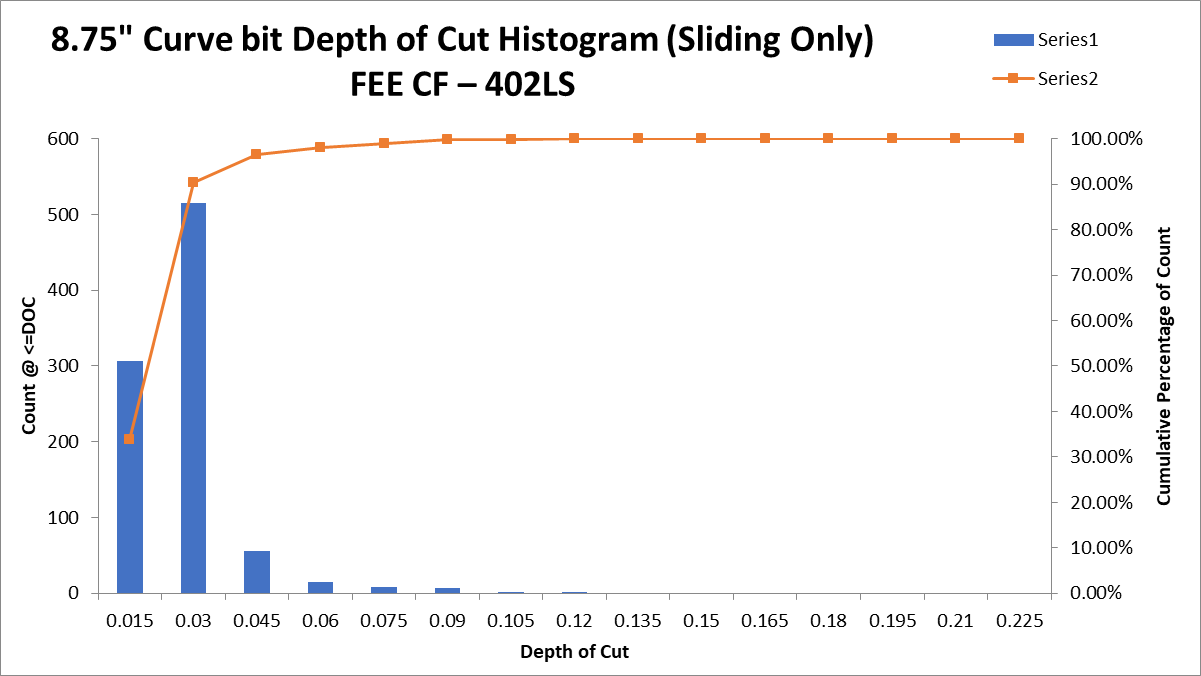 8.75" Curve bit Depth of Cut Histogram (Sliding Only)
FEE CF – 402LS
Series1
Series2
600
500
400
300
200
100
0
Count @ <=DOC
100.00%
90.00%
80.00%
70.00%
60.00%
50.00%
40.00%
30.00%
20.00%
10.00%
0.00%
Cumulative Percentage of Count
0.015 0.03 0.045 0.06 0.075 0.09 0.105 0.12 0.135 0.15 0.165 0.18 0.195 0.21 0.225
Depth of Cut